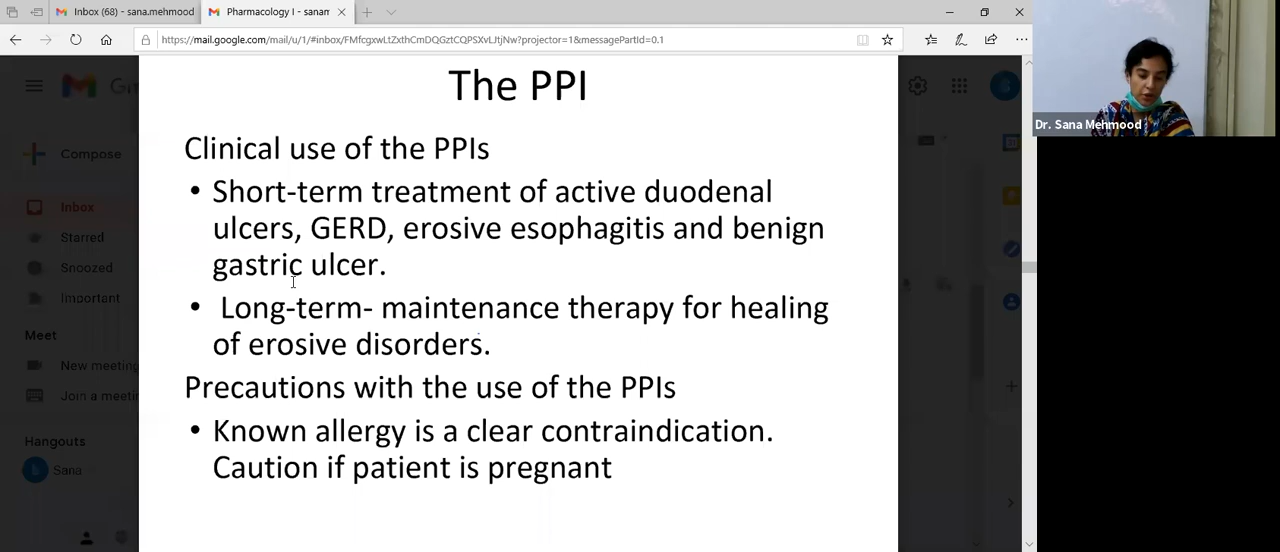 Inbox (68) - sana.mehmood
Pharmacology I - sanam
https://mail.google.com/mail/u/1/#inbox/FMfcgxwLtZxthCmDQGztCQPSXvLJtjNw?projector=1&messagePartId=0.1
Compose
Inbox
Starred
Snoozed
Important
Meet
New meeting
Join a meeti
Hangouts
Sana
The PPI
Clinical use of the PPIs
• Short-term treatment of active duodenal
ulcers, GERD, erosive esophagitis and benign
gastric ulcer.
• Long-term- maintenance therapy for healing
of erosive disorders.
Precautions with the use of the PPIs
• Known allergy is a clear contraindication.
Caution if patient is pregnant
Dr. Sana Mehmood